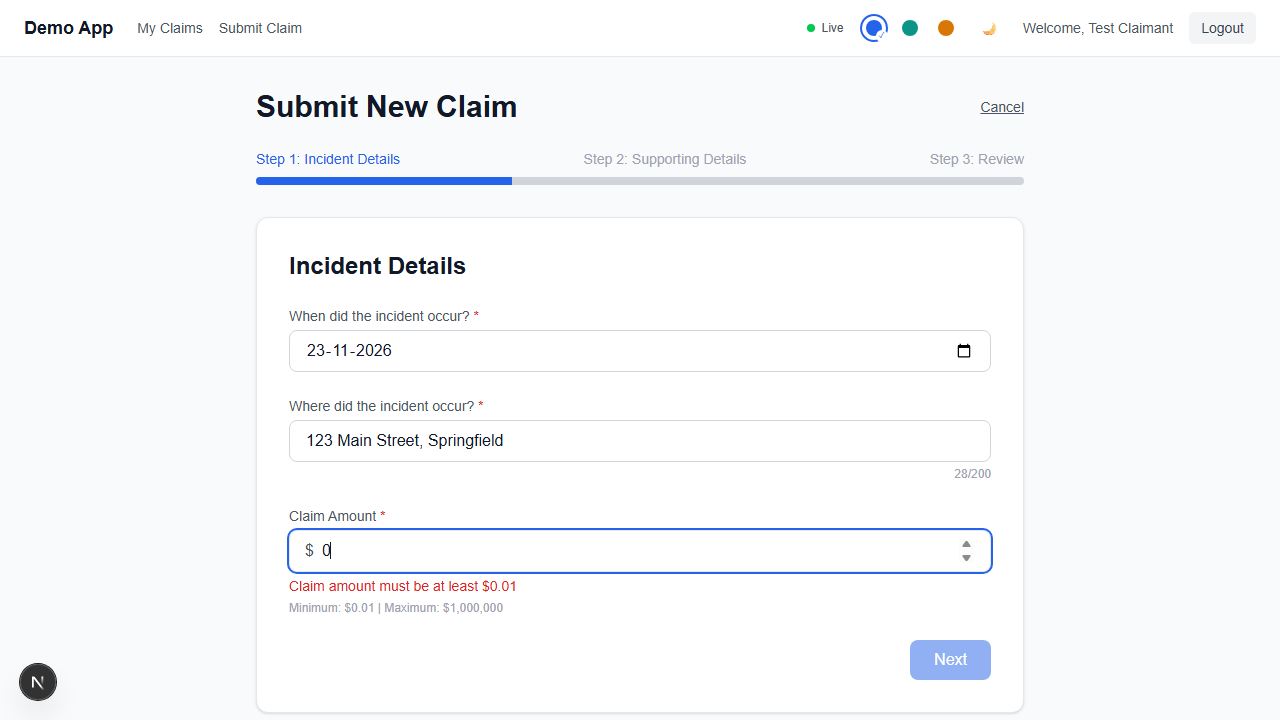 Demo App My Claims Submit Claim Live Welcome, Test Claimant Logout
Submit New Claim Cancel
Step 1: Incident Details Step 2: Supporting Details Step 3: Review
Incident Details
When did the incident occur? *
23-11-2026
Where did the incident occur? *
123 Main Street, Springfield
28/200
Claim Amount *
$ 0
Claim amount must be at least $0.01
Minimum: $0.01 | Maximum: $1,000,000
Next
N